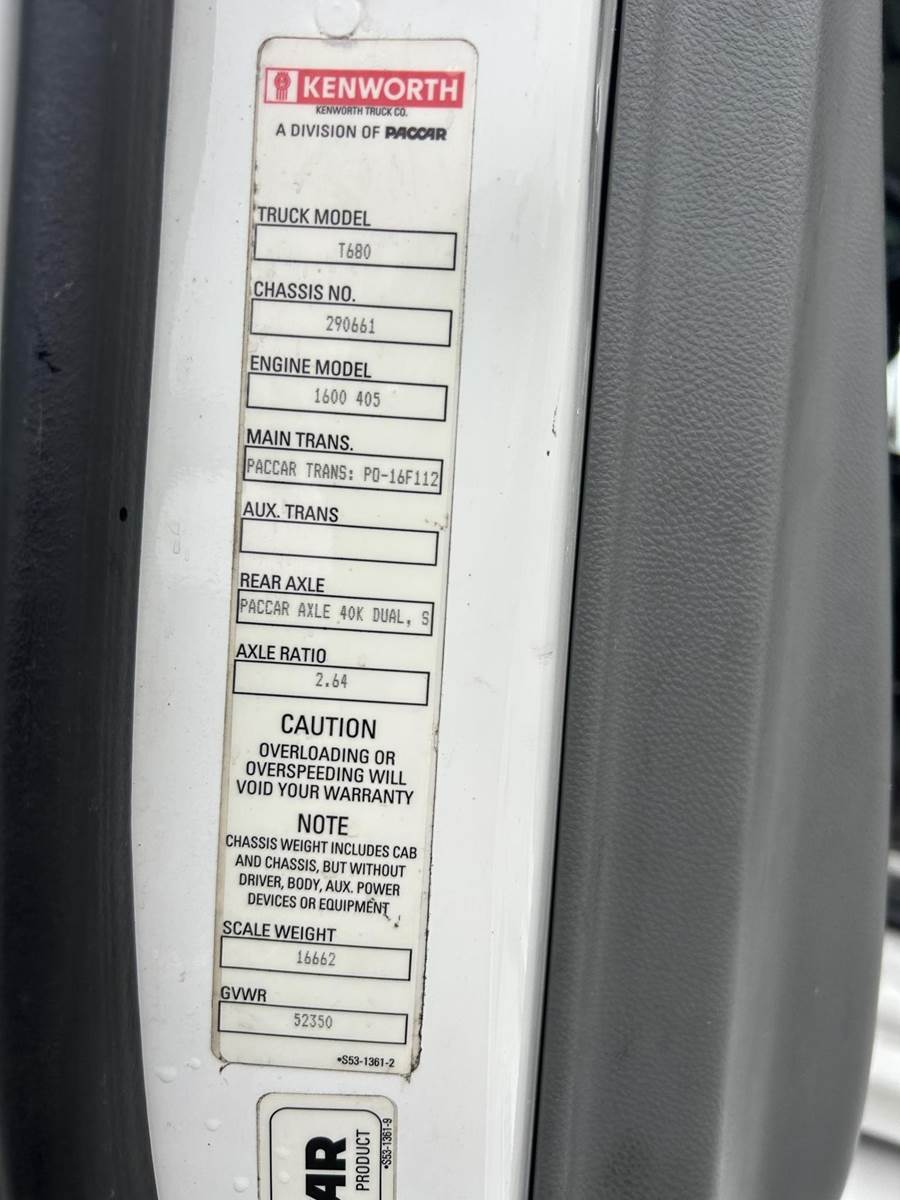 KENWORTH
KENWORTH TRUCK CO.
A DIVISION OF PACCAR
TRUCK MODEL
T680
CHASSIS NO.
290661
ENGINE MODEL
1600 405
MAIN TRANS.
PACCAR TRANS: PO-16F112
AUX. TRANS
REAR AXLE
PACCAR AXLE 40K DUAL, S
AXLE RATIO
2.64
CAUTION
OVERLOADING OR
OVERSPEEDING WILL
VOID YOUR WARRANTY
NOTE
CHASSIS WEIGHT INCLUDES CAB
AND CHASSIS, BUT WITHOUT
DRIVER, BODY, AUX. POWER
DEVICES OR EQUIPMENT
SCALE WEIGHT
16662
GVWR
52350
•S53-1361-2
AR
PRODUCT
•S53-1361-9